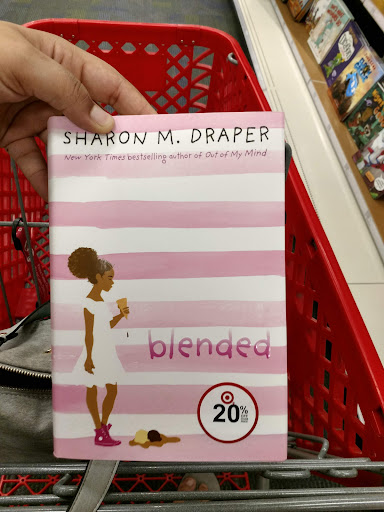 SHARON M. DRAPER
New York Times bestselling author of Out of My Mind
blended
20%